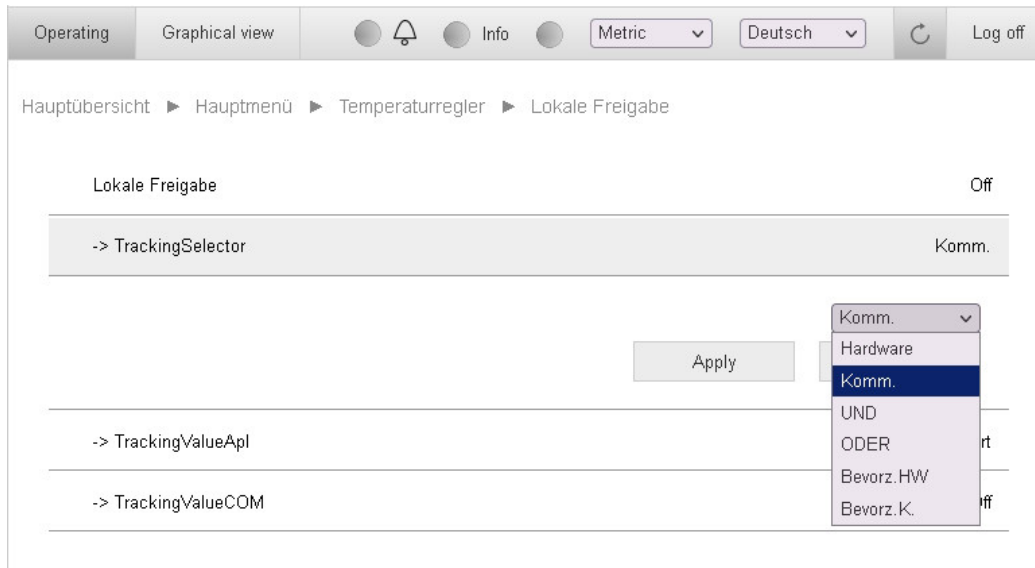 Operating Graphical view Info Metric Deutsch Log off
Hauptübersicht ► Hauptmenü ► Temperaturregler ► Lokale Freigabe
Lokale Freigabe Off
-> TrackingSelector Komm.
Komm.
Apply
Hardware
Komm.
UND
ODER
Bevorz.HW
Bevorz.K.
-> TrackingValueApl
-> TrackingValueCOM